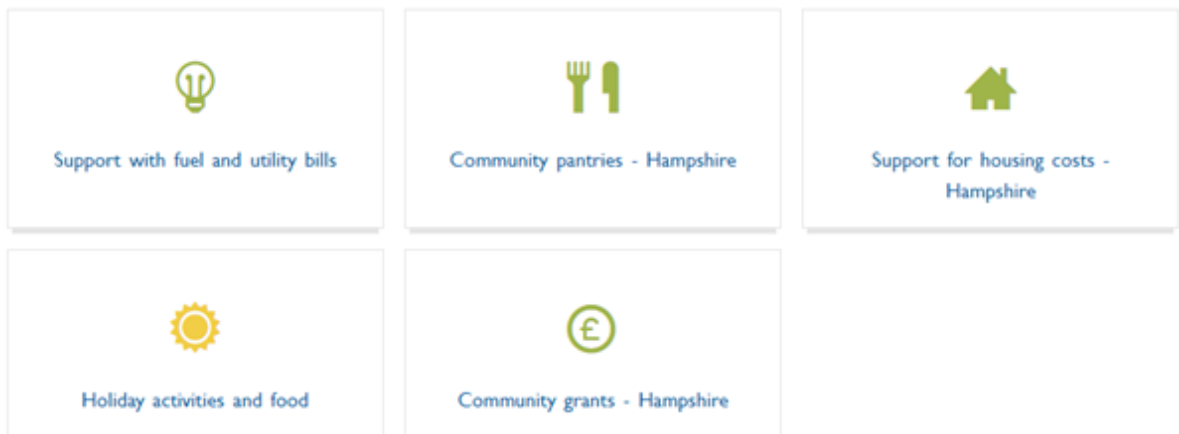 Support with fuel and utility bills
Community pantries - Hampshire
Support for housing costs -
Hampshire
Holiday activities and food
£
Community grants - Hampshire